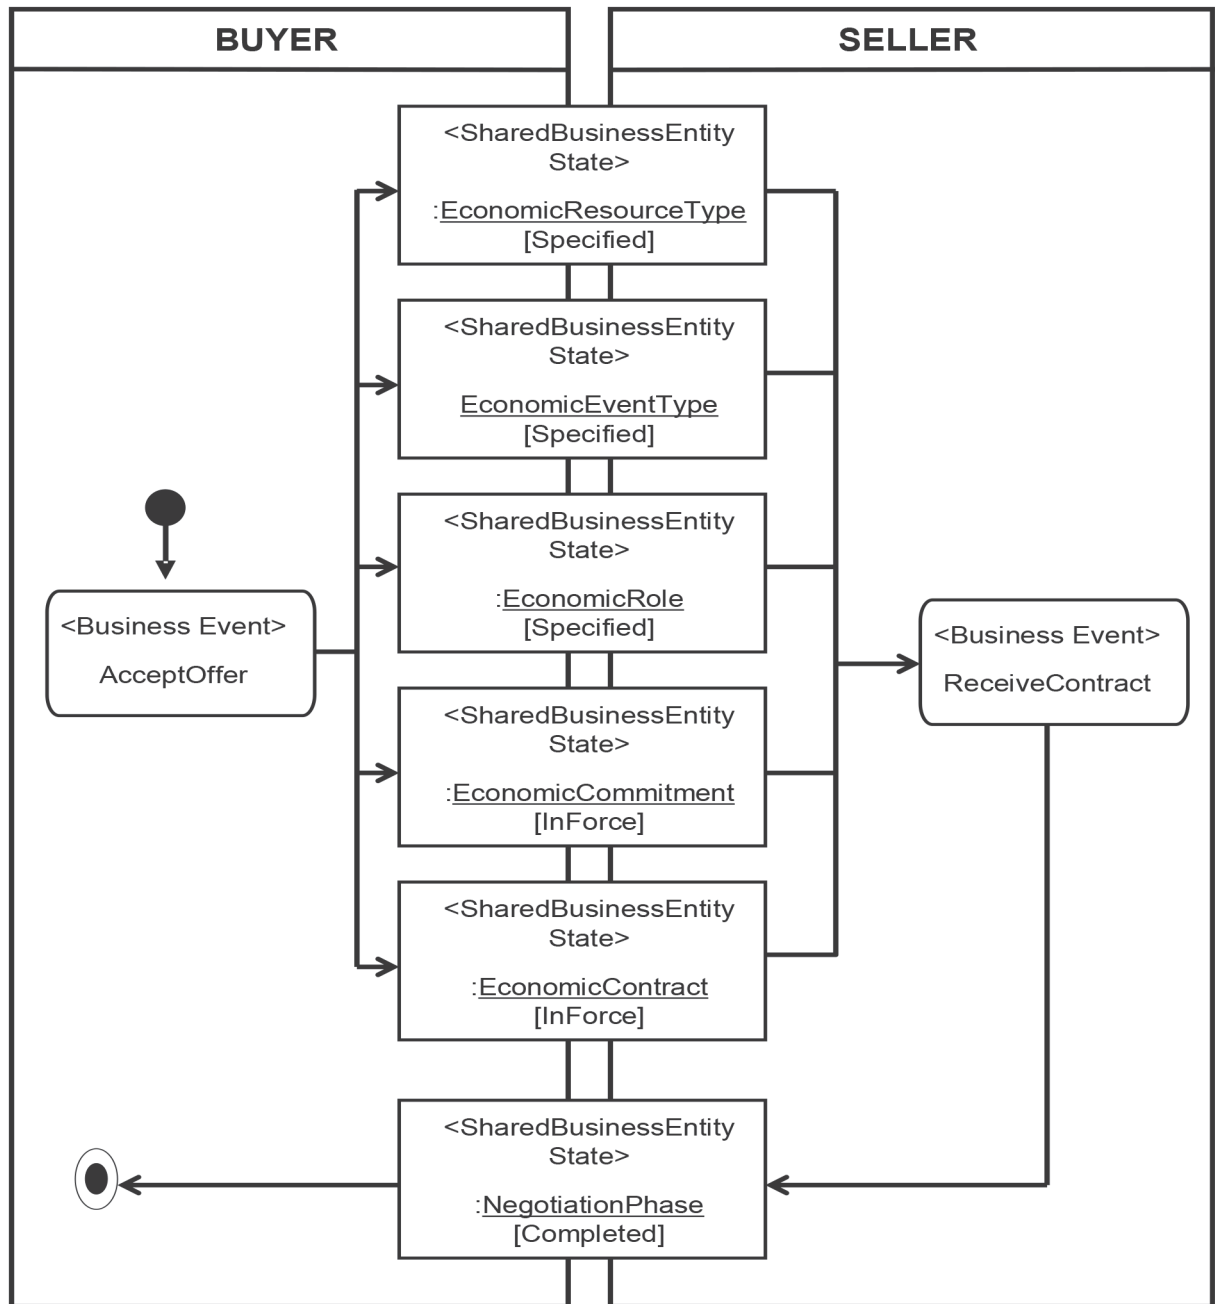 BUYER
SELLER
<SharedBusinessEntity
State>
:EconomicResourceType
[Specified]
<SharedBusinessEntity
State>
EconomicEventType
[Specified]
<SharedBusinessEntity
State>
:EconomicRole
[Specified]
<Business Event>
AcceptOffer
<Business Event>
ReceiveContract
<SharedBusinessEntity
State>
:EconomicCommitment
[InForce]
<SharedBusinessEntity
State>
:EconomicContract
[InForce]
<SharedBusinessEntity
State>
:NegotiationPhase
[Completed]